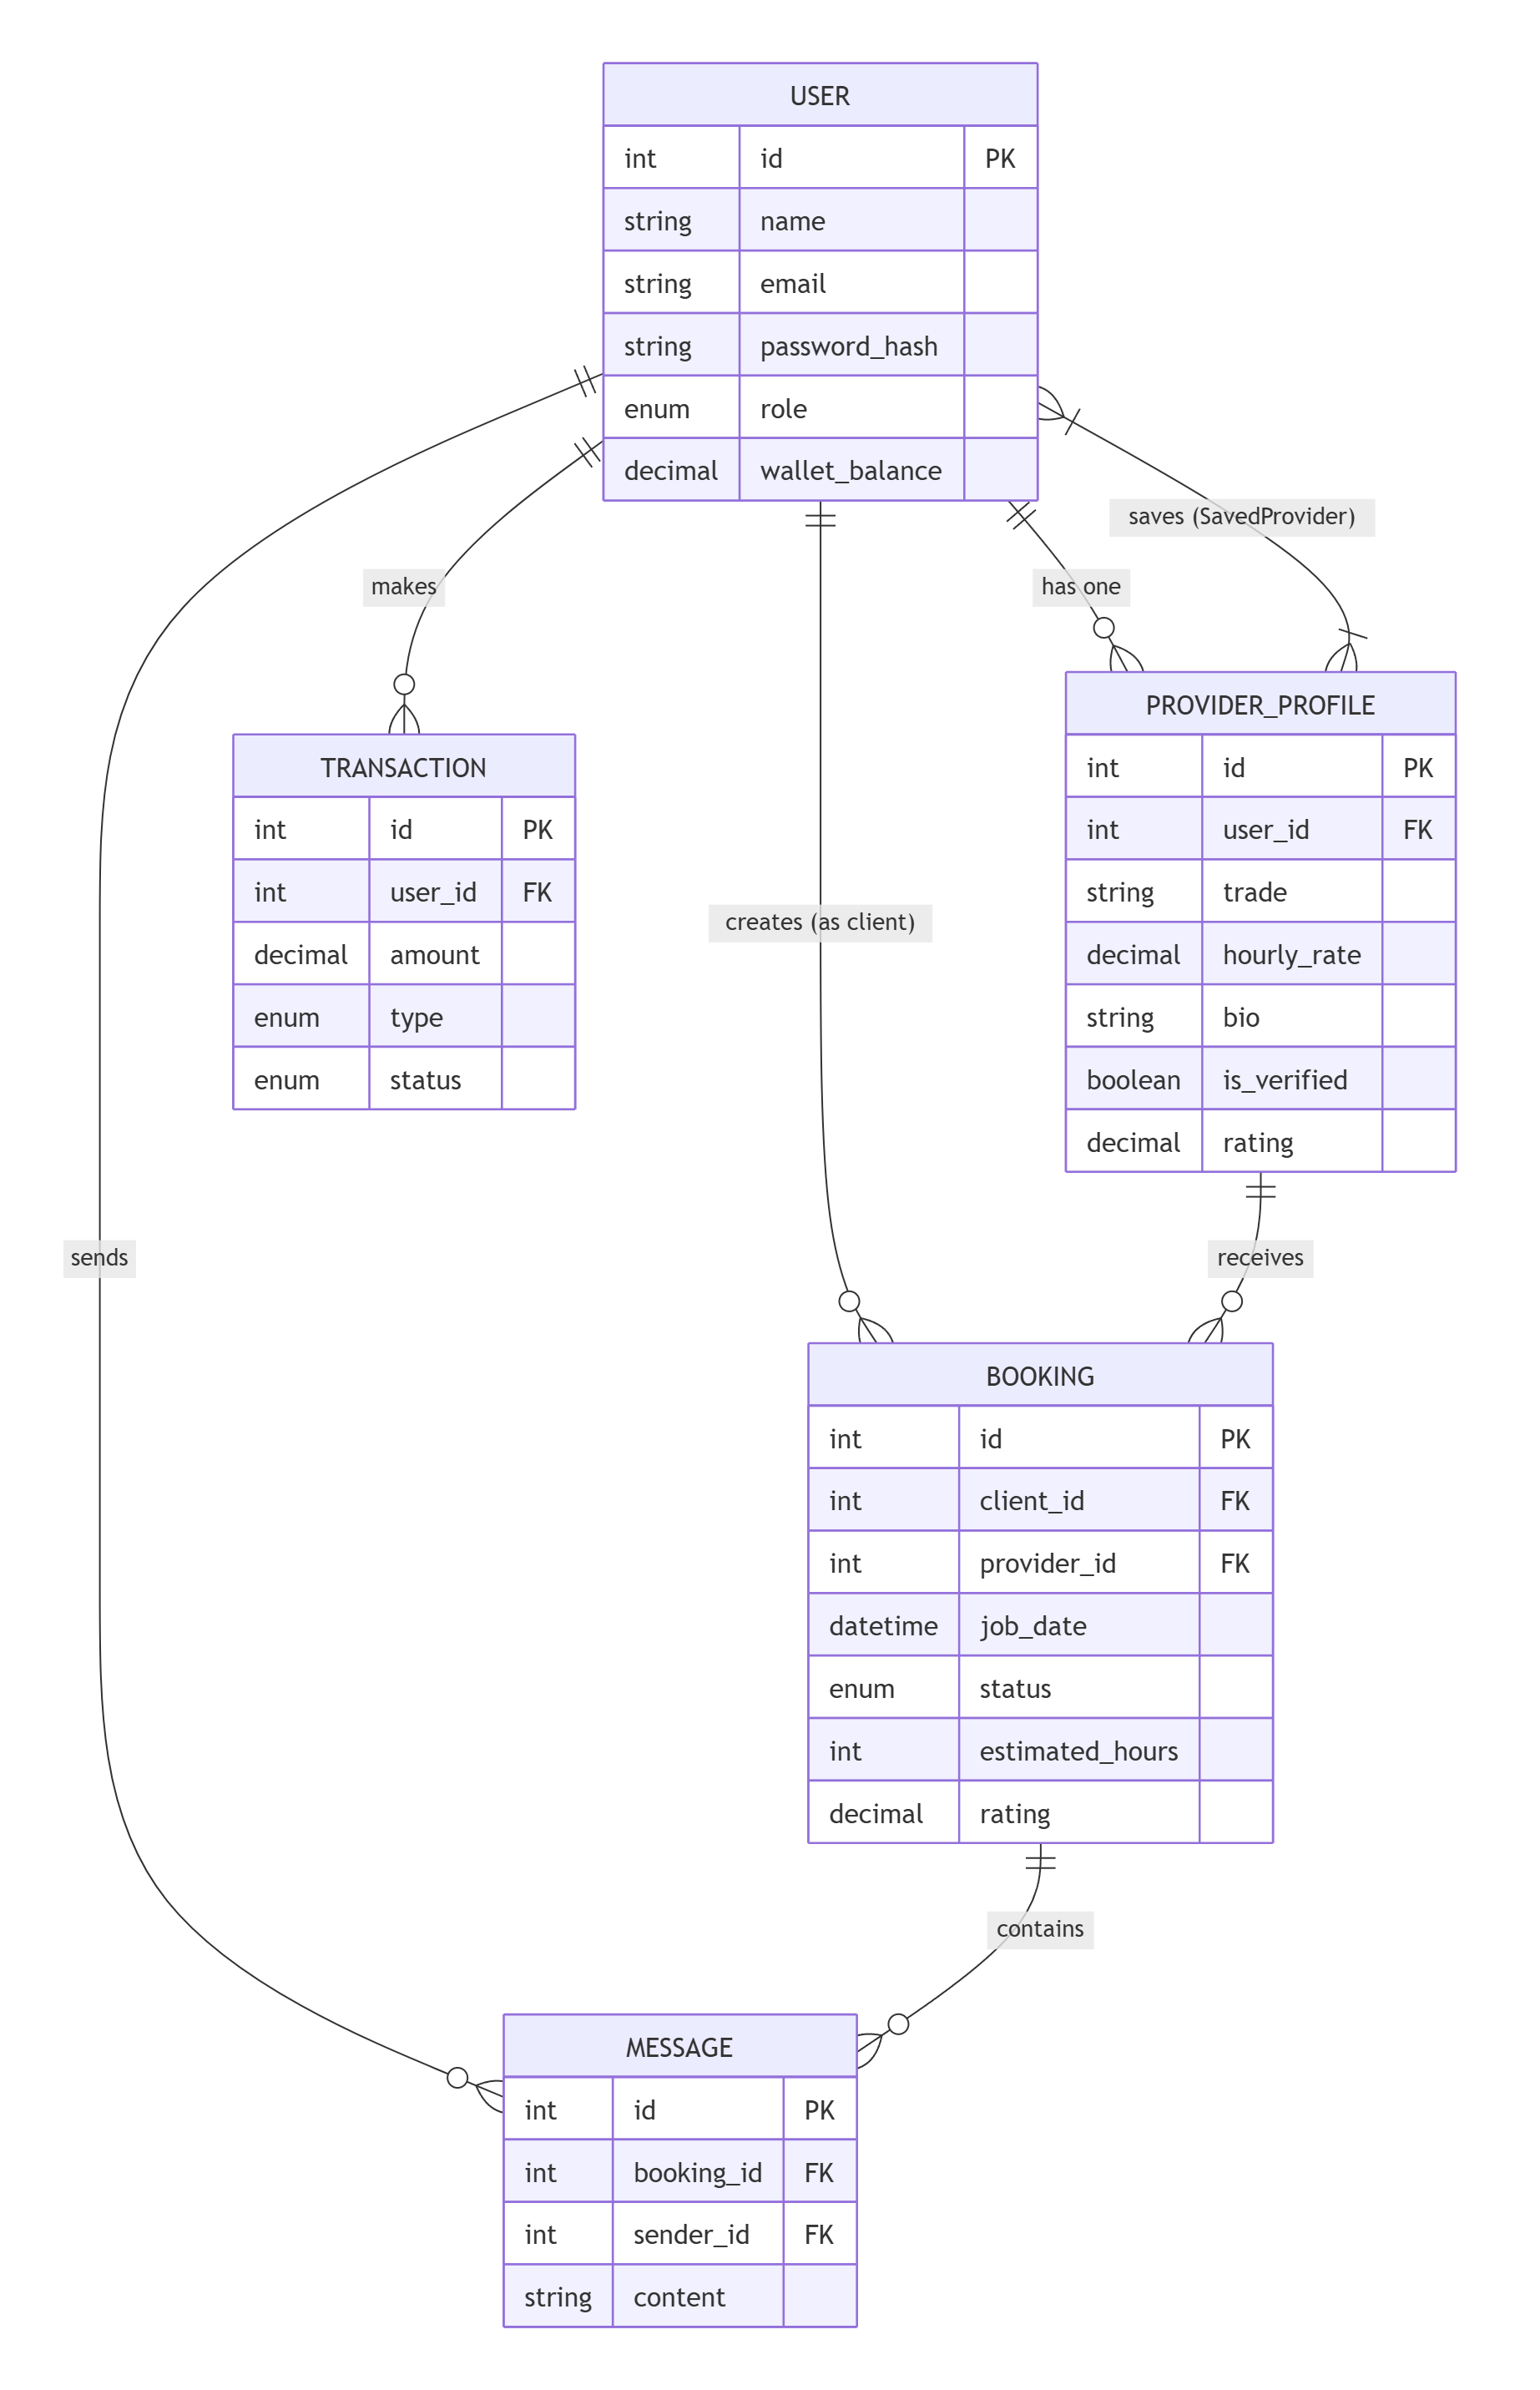 USER
int id PK
string name
string email
string password_hash
enum role
decimal wallet_balance
saves (SavedProvider)
makes
has one
PROVIDER_PROFILE
int id PK
int user_id FK
string trade
decimal hourly_rate
string bio
boolean is_verified
decimal rating
TRANSACTION
int id PK
int user_id FK
decimal amount
enum type
enum status
creates (as client)
sends
receives
BOOKING
int id PK
int client_id FK
int provider_id FK
datetime job_date
enum status
int estimated_hours
decimal rating
contains
MESSAGE
int id PK
int booking_id FK
int sender_id FK
string content